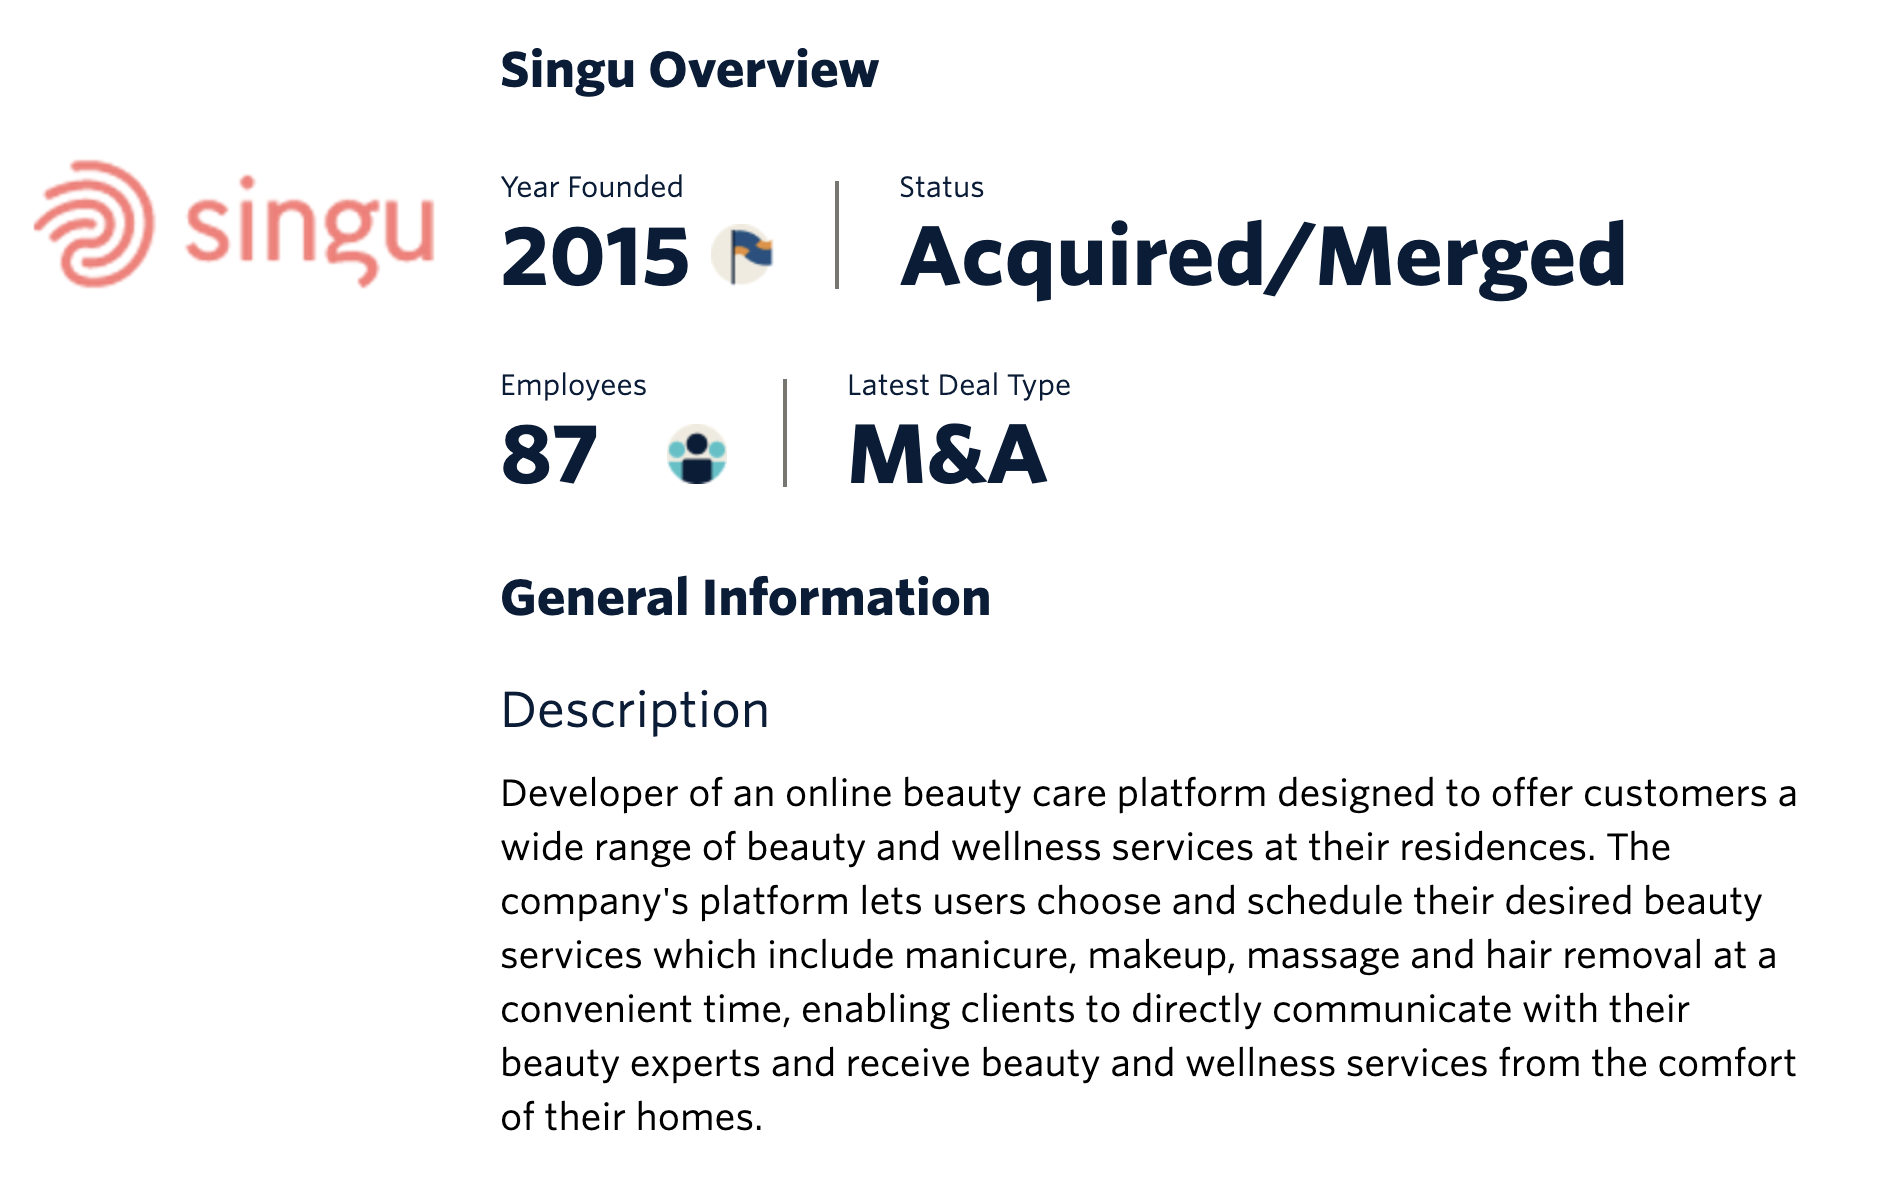 Singu Overview
singu
Year Founded
2015
Status
Acquired/Merged
Employees
87
Latest Deal Type
M&A
General Information
Description
Developer of an online beauty care platform designed to offer customers a
wide range of beauty and wellness services at their residences. The
company's platform lets users choose and schedule their desired beauty
services which include manicure, makeup, massage and hair removal at a
convenient time, enabling clients to directly communicate with their
beauty experts and receive beauty and wellness services from the comfort
of their homes.